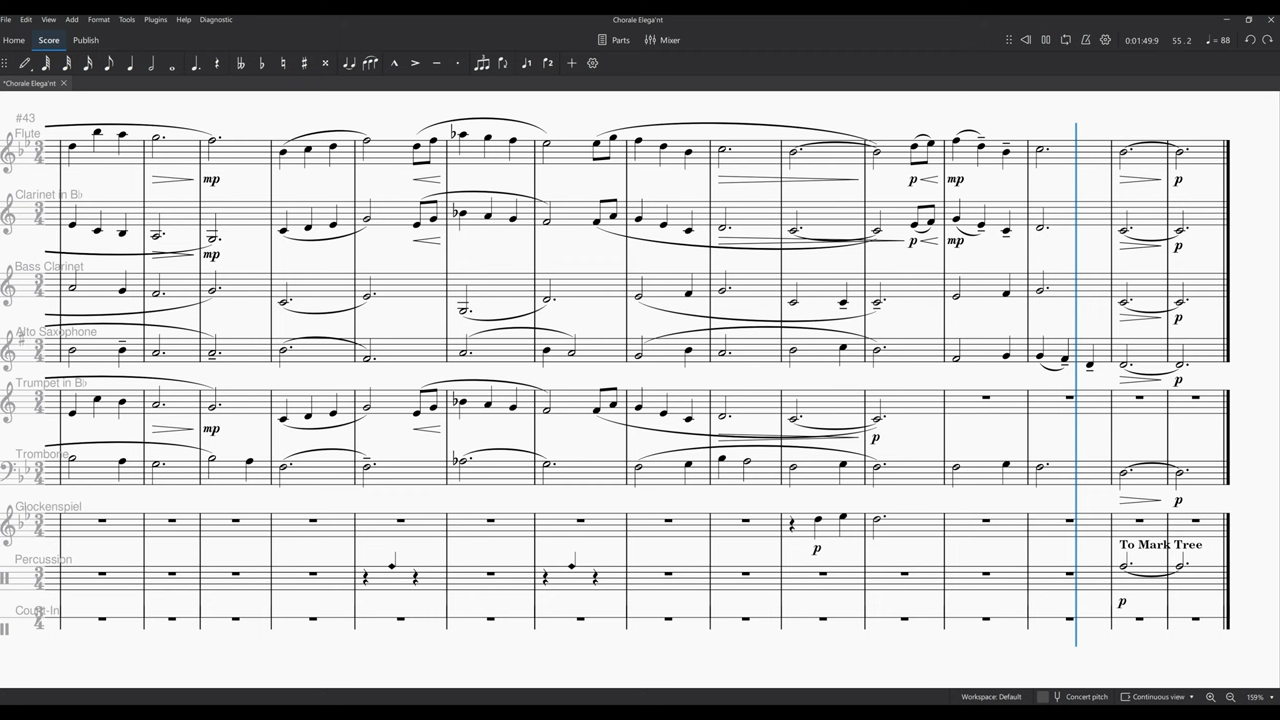 Chorale Elega'nt
File Edit View Add Format Tools Plugins Help Diagnostic
Home Score Publish Parts Mixer 0:01:49:9 55.2 = 88
*Chorale Elega'nt
#43
Flute
mp p mp p
Clarinet in B♭
mp p mp p
Bass Clarinet
p
Alto Saxophone
p
Trumpet in B♭
mp p
Trombone
p
Glockenspiel
p
To Mark Tree
Percussion
p
Count-In
Workspace: Default Concert pitch Continuous view 159%